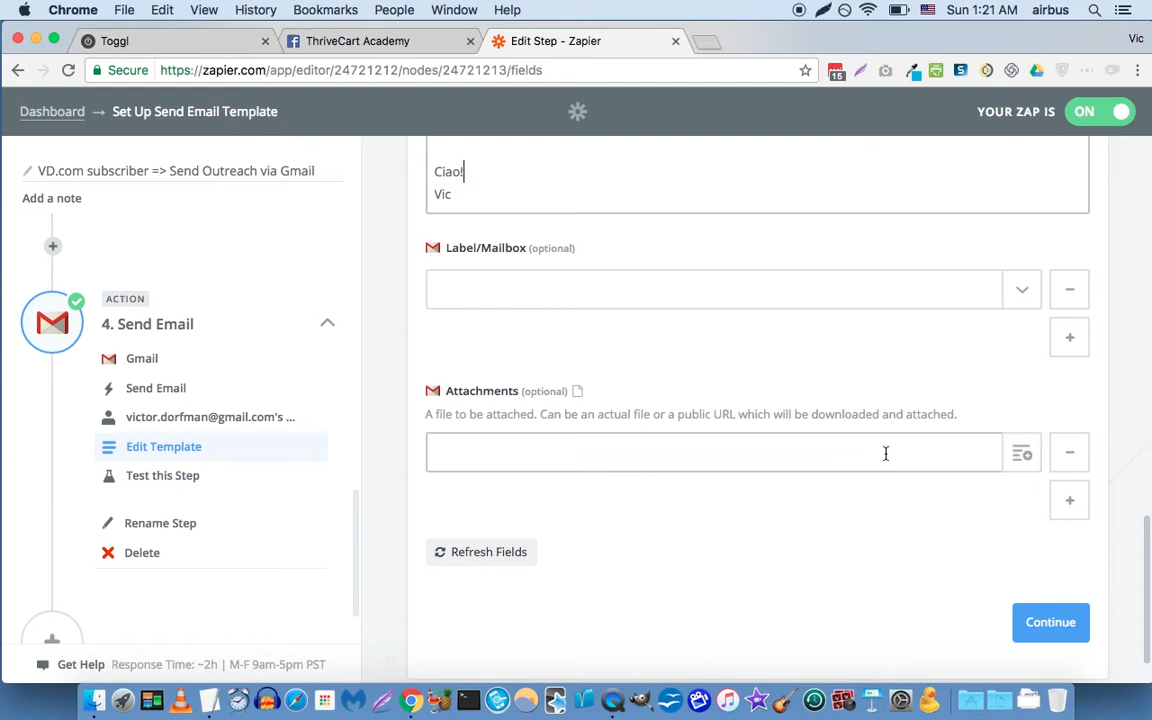 Chrome File Edit View History Bookmarks People Window Help Sun 1:21 AM airbus
Toggl ThriveCart Academy Edit Step - Zapier Vic
Secure https://zapier.com/app/editor/24721212/nodes/24721213/fields 15
Dashboard → Set Up Send Email Template YOUR ZAP IS ON
VD.com subscriber => Send Outreach via Gmail
Add a note
ACTION
4. Send Email
Gmail
Send Email
victor.dorfman@gmail.com's ...
Edit Template
Test this Step
Rename Step
Delete
Get Help Response Time: ~2h | M-F 9am-5pm PST
Ciao!
Vic
Label/Mailbox (optional)
Attachments (optional)
A file to be attached. Can be an actual file or a public URL which will be downloaded and attached.
Refresh Fields
Continue